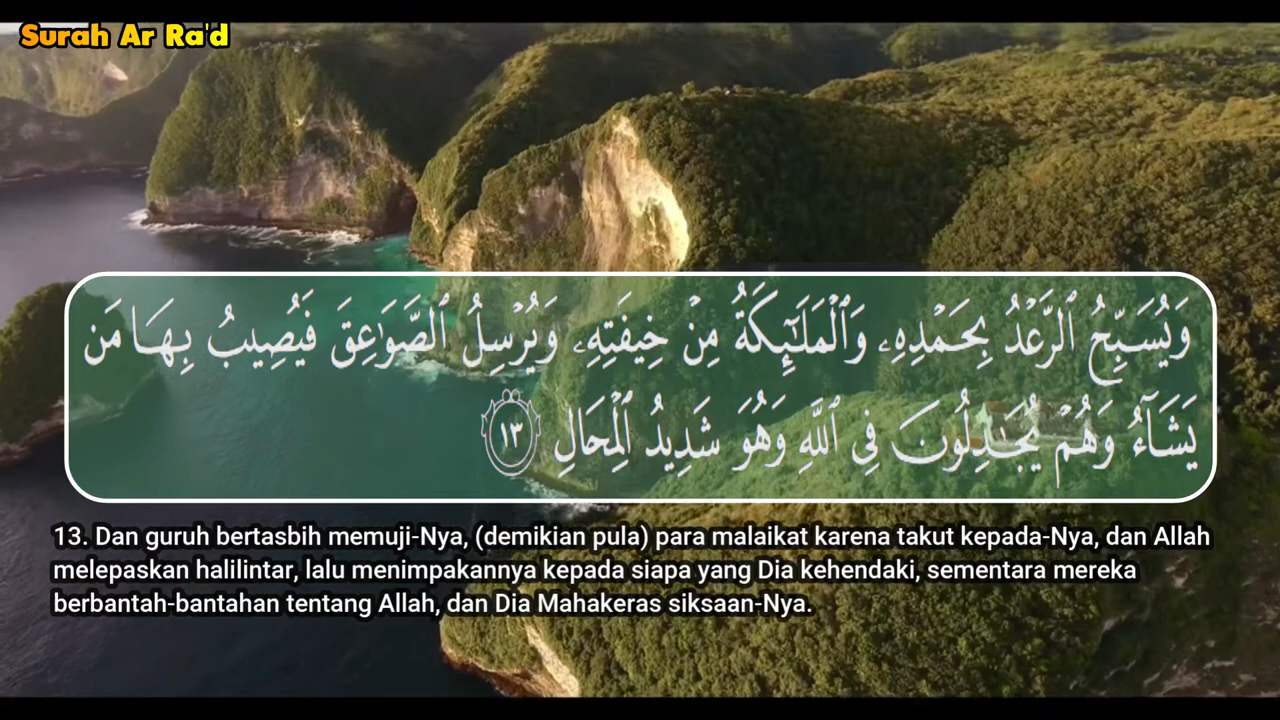 Surah Ar Ra'd
وَيُسَبِّحُ ٱلرَّعْدُ بِحَمْدِهِۦ وَٱلْمَلَٰٓئِكَةُ مِنْ خِيفَتِهِۦ وَيُرْسِلُ ٱلصَّوَٰعِقَ فَيُصِيبُ بِهَا مَن
يَشَآءُ وَهُمْ يُجَٰدِلُونَ فِى ٱللَّهِ وَهُوَ شَدِيدُ ٱلْمِحَالِ ١٣
13. Dan guruh bertasbih memuji-Nya, (demikian pula) para malaikat karena takut kepada-Nya, dan Allah
melepaskan halilintar, lalu menimpakannya kepada siapa yang Dia kehendaki, sementara mereka
berbantah-bantahan tentang Allah, dan Dia Mahakeras siksaan-Nya.